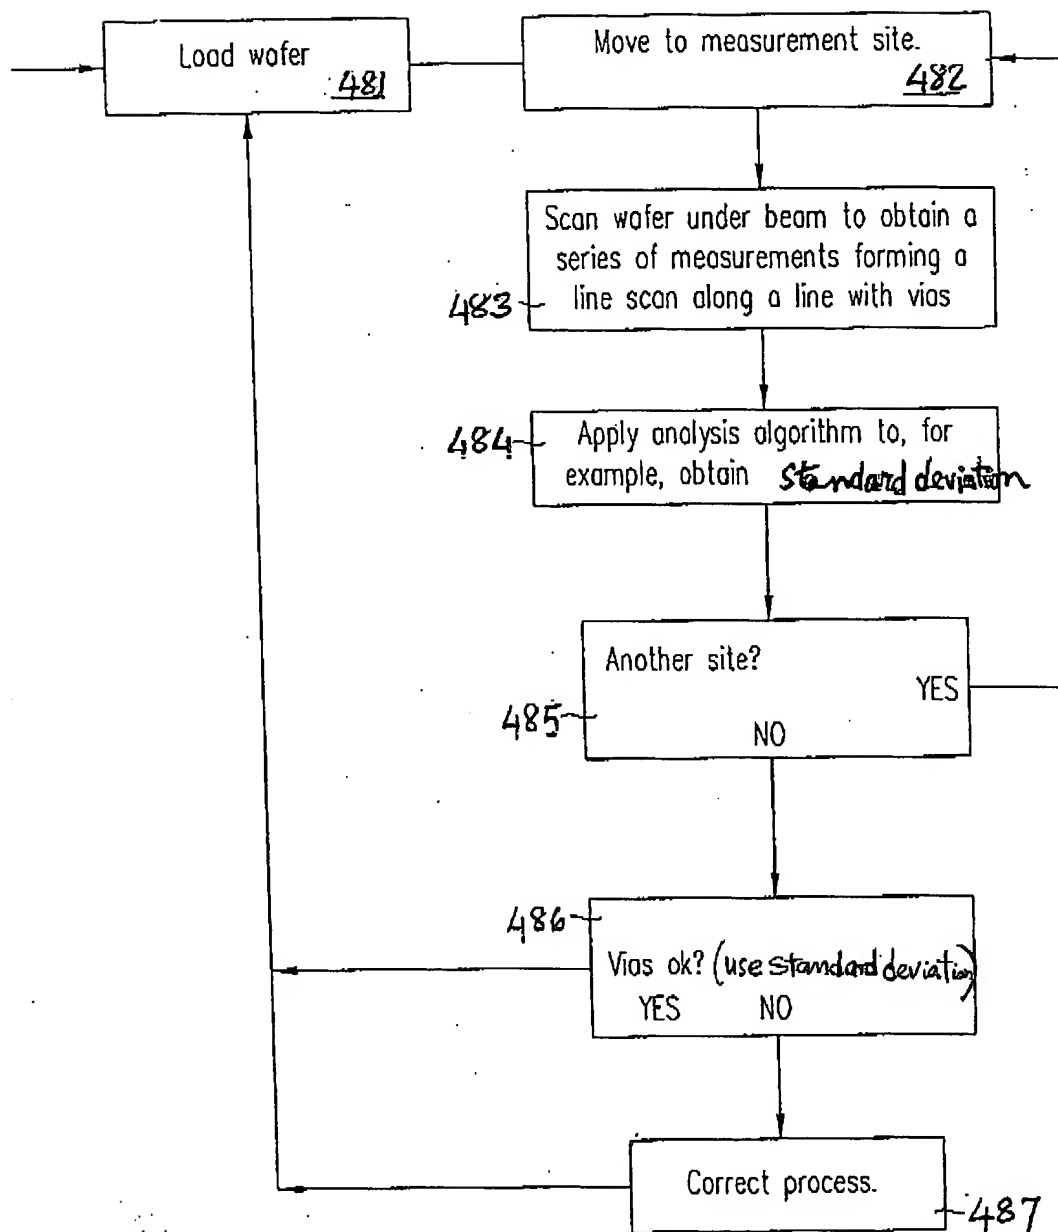 Load wafer
481
Move to measurement site.
482
Scan wafer under beam to obtain a
series of measurements forming a
line scan along a line with vias
483
484
Apply analysis algorithm to, for
example, obtain standard deviation
Another site?
YES
485
NO
486
Vias ok? (use standard deviation)
YES NO
Correct process.
487